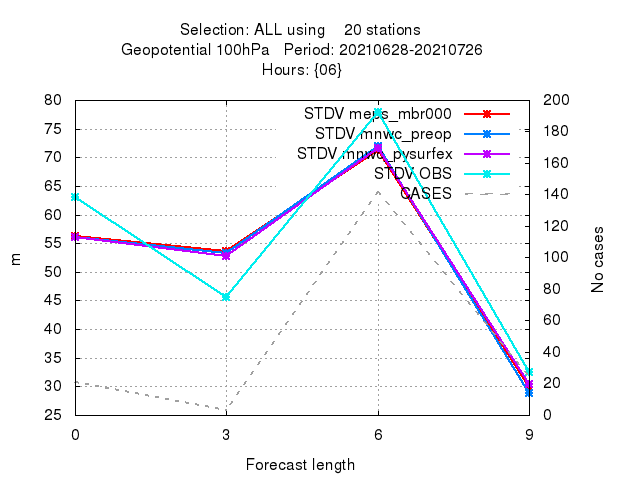 Selection: ALL using 20 stations
Geopotential 100hPa Period: 20210628-20210726
Hours: {06}
80 200
75 180
70 160
65 140
60 120
55 100
50 80
45 60
40 40
35 20
30 0
25
STDV meps_mbr000
STDV mnwc_preop
STDV mnwc_pysurfex
STDV OBS
CASES
m
No cases
0 3 6 9
Forecast length